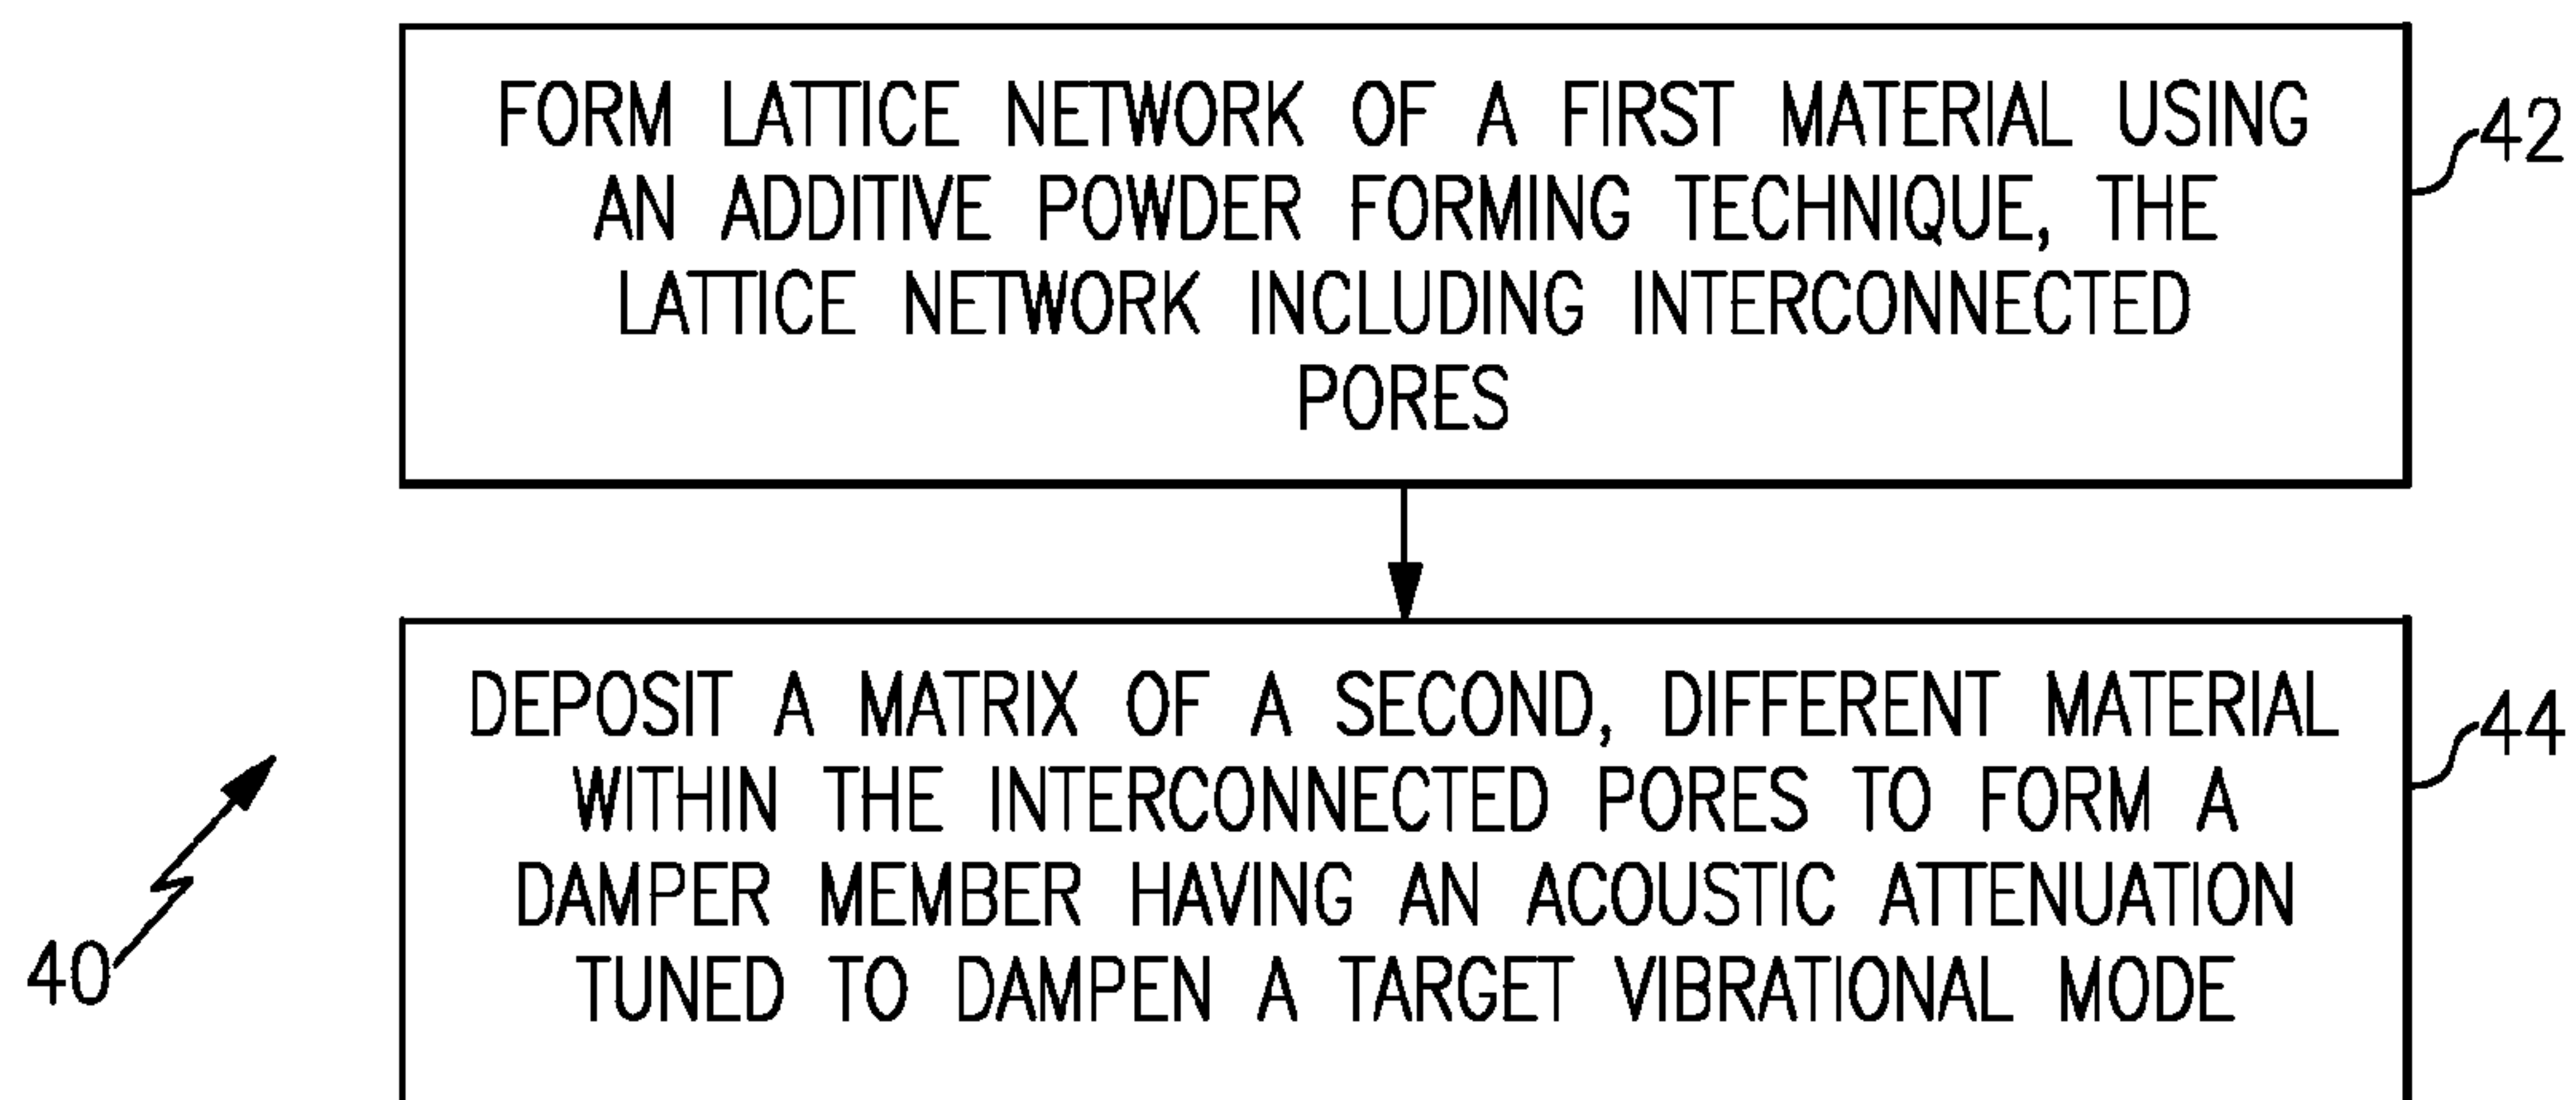 FORM LATTICE NETWORK OF A FIRST MATERIAL USING
AN ADDITIVE POWDER FORMING TECHNIQUE, THE
LATTICE NETWORK INCLUDING INTERCONNECTED
PORES
42
DEPOSIT A MATRIX OF A SECOND, DIFFERENT MATERIAL
WITHIN THE INTERCONNECTED PORES TO FORM A
DAMPER MEMBER HAVING AN ACOUSTIC ATTENUATION
TUNED TO DAMPEN A TARGET VIBRATIONAL MODE
44
40